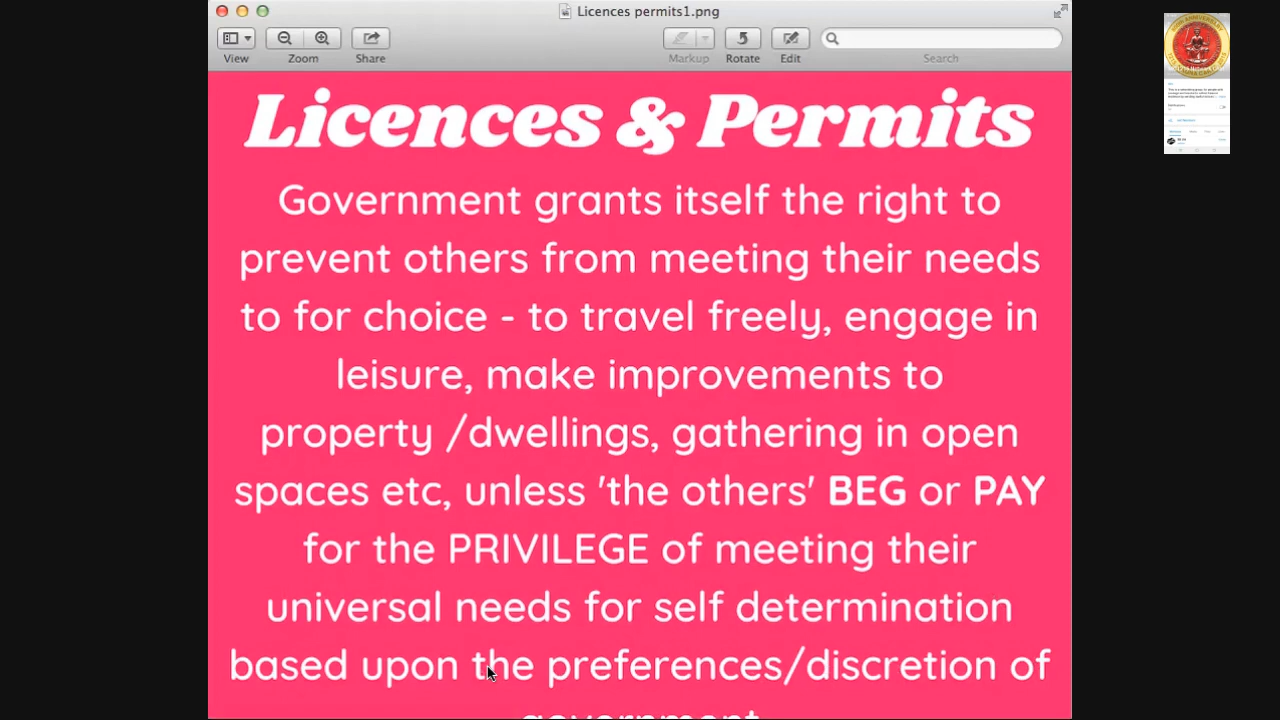 Licences permits1.png
View
Zoom
Share
Markup
Rotate
Edit
Search
Licences & Permits
Government grants itself the right to
prevent others from meeting their needs
to for choice - to travel freely, engage in
leisure, make improvements to
property /dwellings, gathering in open
spaces etc, unless 'the others' BEG or PAY
for the PRIVILEGE of meeting their
universal needs for self determination
based upon the preferences/discretion of
government